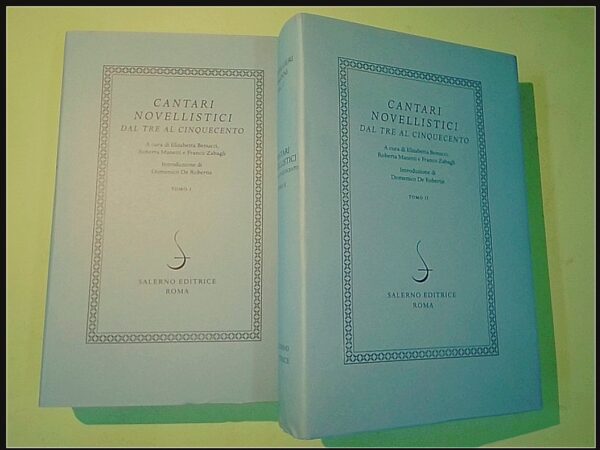 CANTARI
NOVELLISTICI
DAL TRE AL CINQUECENTO
A cura di Elisabetta Benucci,
Roberta Manetti e Franco Zabagli
Introduzione di
Domenico De Robertis
TOMO I
SALERNO EDITRICE
ROMA
CANTARI
NOVELLISTICI
CANTARI
NOVELLISTICI
DAL TRE AL CINQUECENTO
A cura di Elisabetta Benucci,
Roberta Manetti e Franco Zabagli
Introduzione di
Domenico De Robertis
TOMO II
SALERNO EDITRICE
ROMA